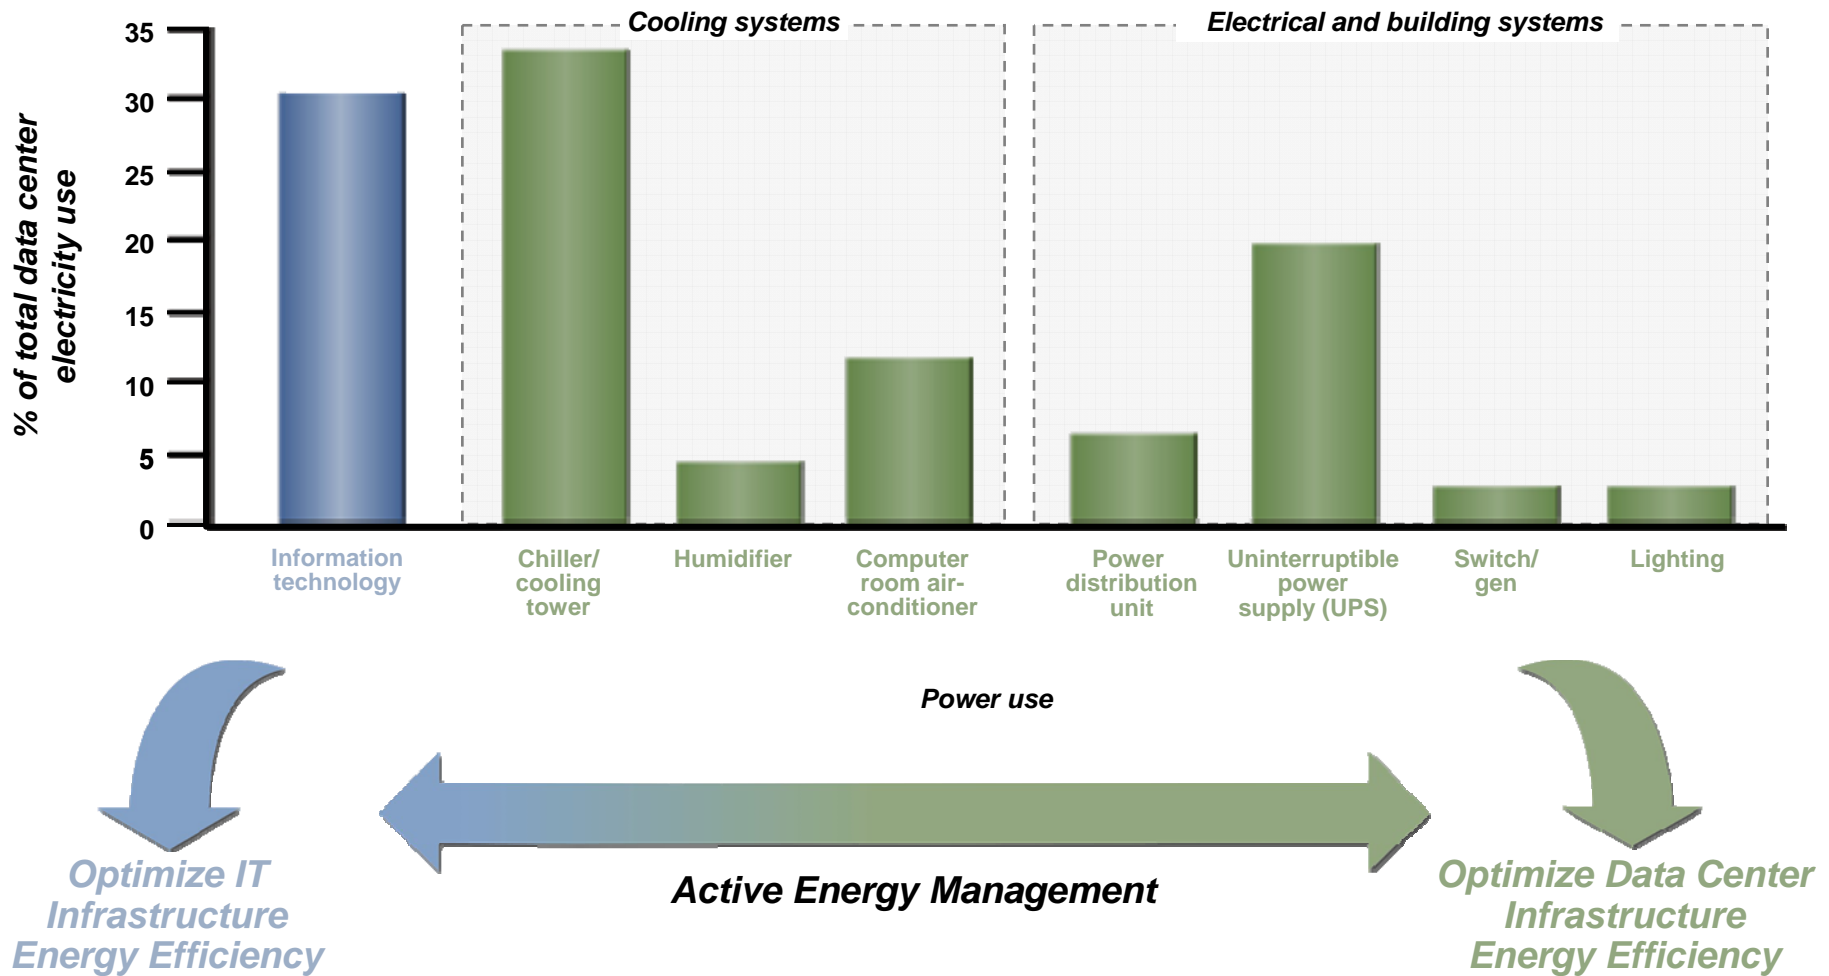 Cooling systems
Electrical and building systems
% of total data center
electricity use
35
30
25
20
15
10
5
0
Information
technology
Chiller/
cooling
tower
Humidifier
Computer
room air-
conditioner
Power
distribution
unit
Uninterruptible
power
supply (UPS)
Switch/
gen
Lighting
Power use
Optimize IT
Infrastructure
Energy Efficiency
Active Energy Management
Optimize Data Center
Infrastructure
Energy Efficiency